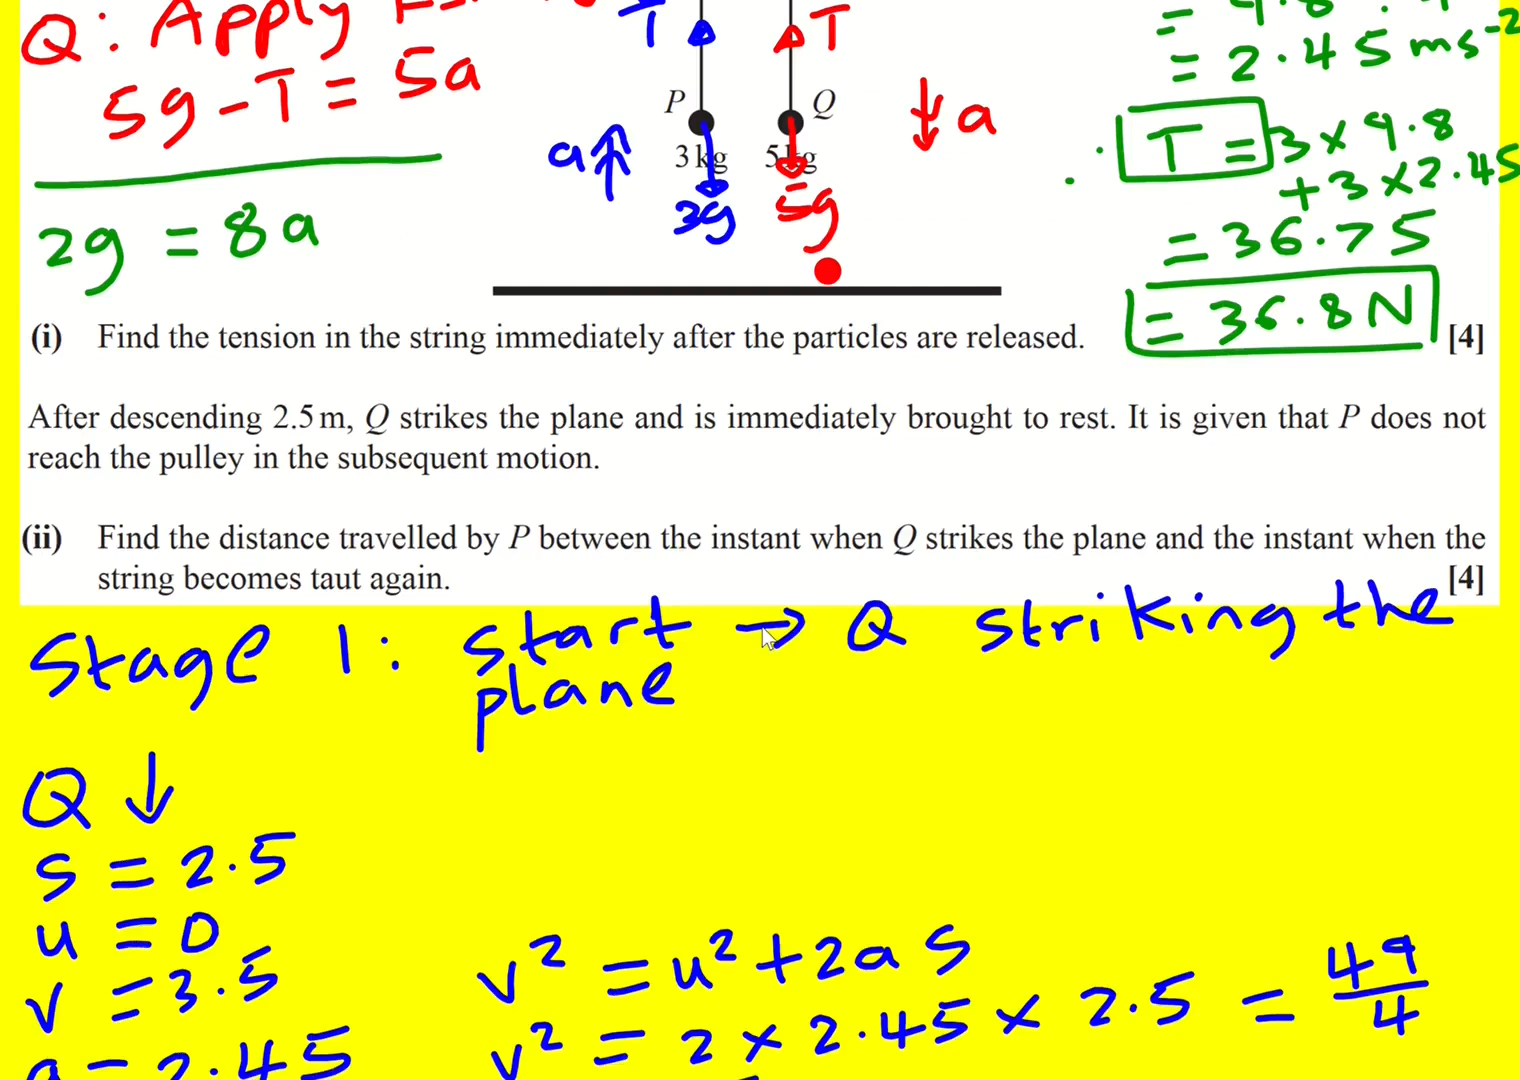 Q: Apply
5g - T = 5a
2g = 8a
T
T
P
Q
3 kg
5 kg
a
a
3g
5g
= 2.45 ms⁻²
T = 3 × 9.8
+ 3 × 2.45
= 36.75
= 36.8 N
(i) Find the tension in the string immediately after the particles are released. [4]
After descending 2.5 m, Q strikes the plane and is immediately brought to rest. It is given that P does not
reach the pulley in the subsequent motion.
(ii) Find the distance travelled by P between the instant when Q strikes the plane and the instant when the
string becomes taut again. [4]
Stage 1: start → Q striking the
plane
Q ↓
s = 2.5
u = 0
v = 3.5
a = 2.45
v² = u² + 2as
v² = 2 × 2.45 × 2.5 = 49/4